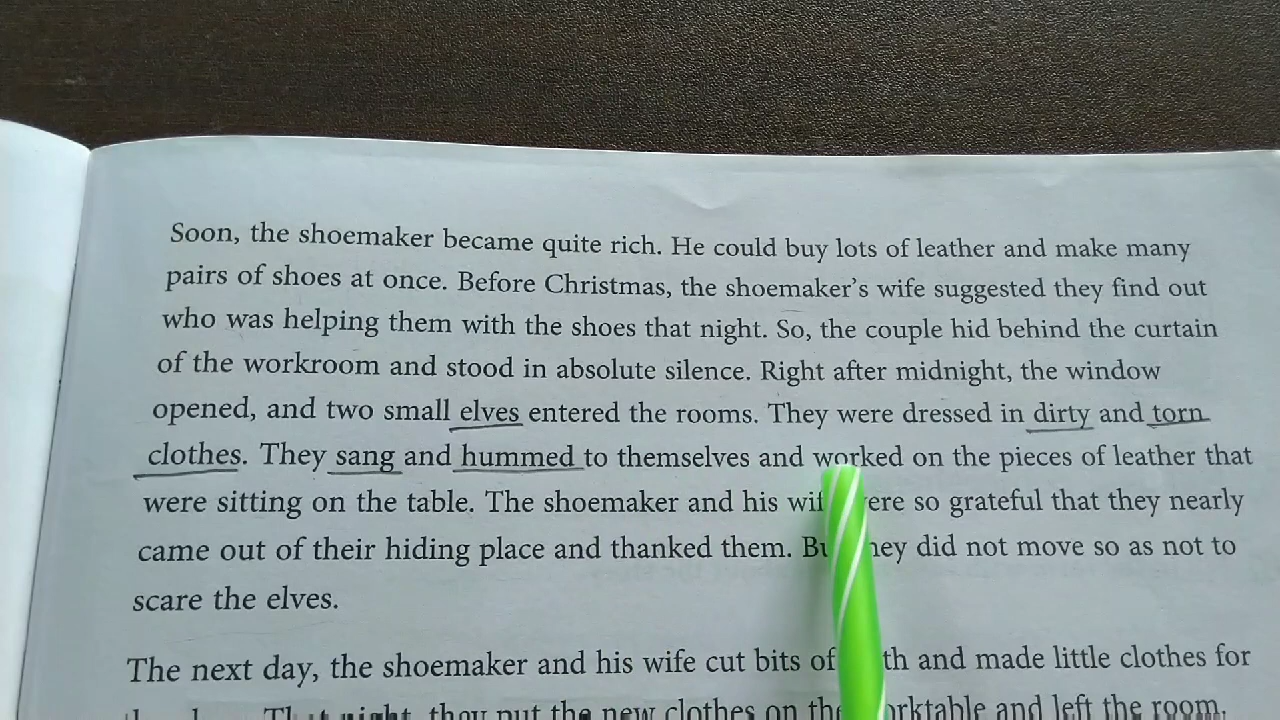 Soon, the shoemaker became quite rich. He could buy lots of leather and make many
pairs of shoes at once. Before Christmas, the shoemaker's wife suggested they find out
who was helping them with the shoes that night. So, the couple hid behind the curtain
of the workroom and stood in absolute silence. Right after midnight, the window
opened, and two small elves entered the rooms. They were dressed in dirty and torn
clothes. They sang and hummed to themselves and worked on the pieces of leather that
were sitting on the table. The shoemaker and his so grateful that they nearly
came out of their hiding place and thanked them. did not move so as not to
scare the elves.
The next day, the shoemaker and his wife cut bits of and made little clothes for
night, they put the new clothes on and left the room.